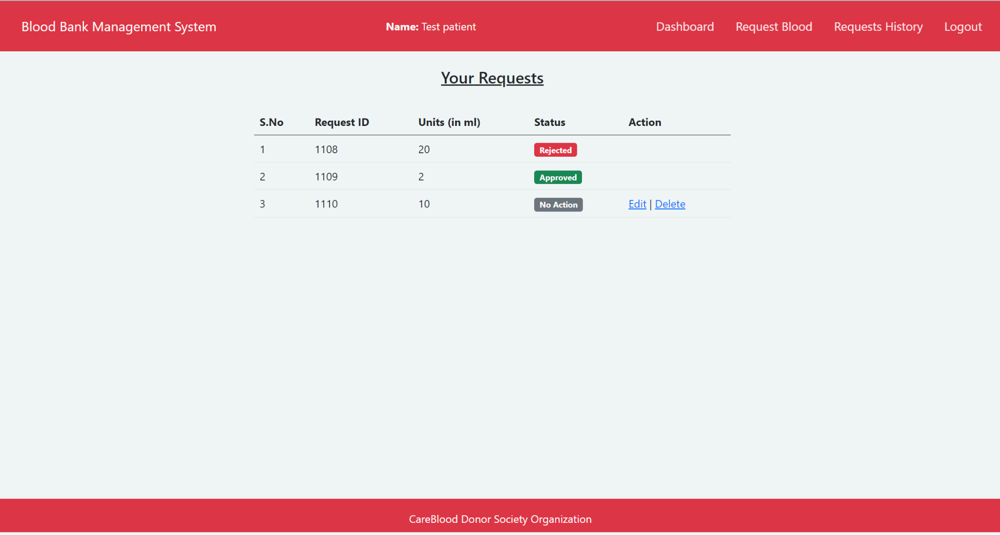 Blood Bank Management System Name: Test patient Dashboard Request Blood Requests History Logout
Your Requests
S.No Request ID Units (in ml) Status Action
1 1108 20 Rejected
2 1109 2 Approved
3 1110 10 No Action Edit | Delete
CareBlood Donor Society Organization